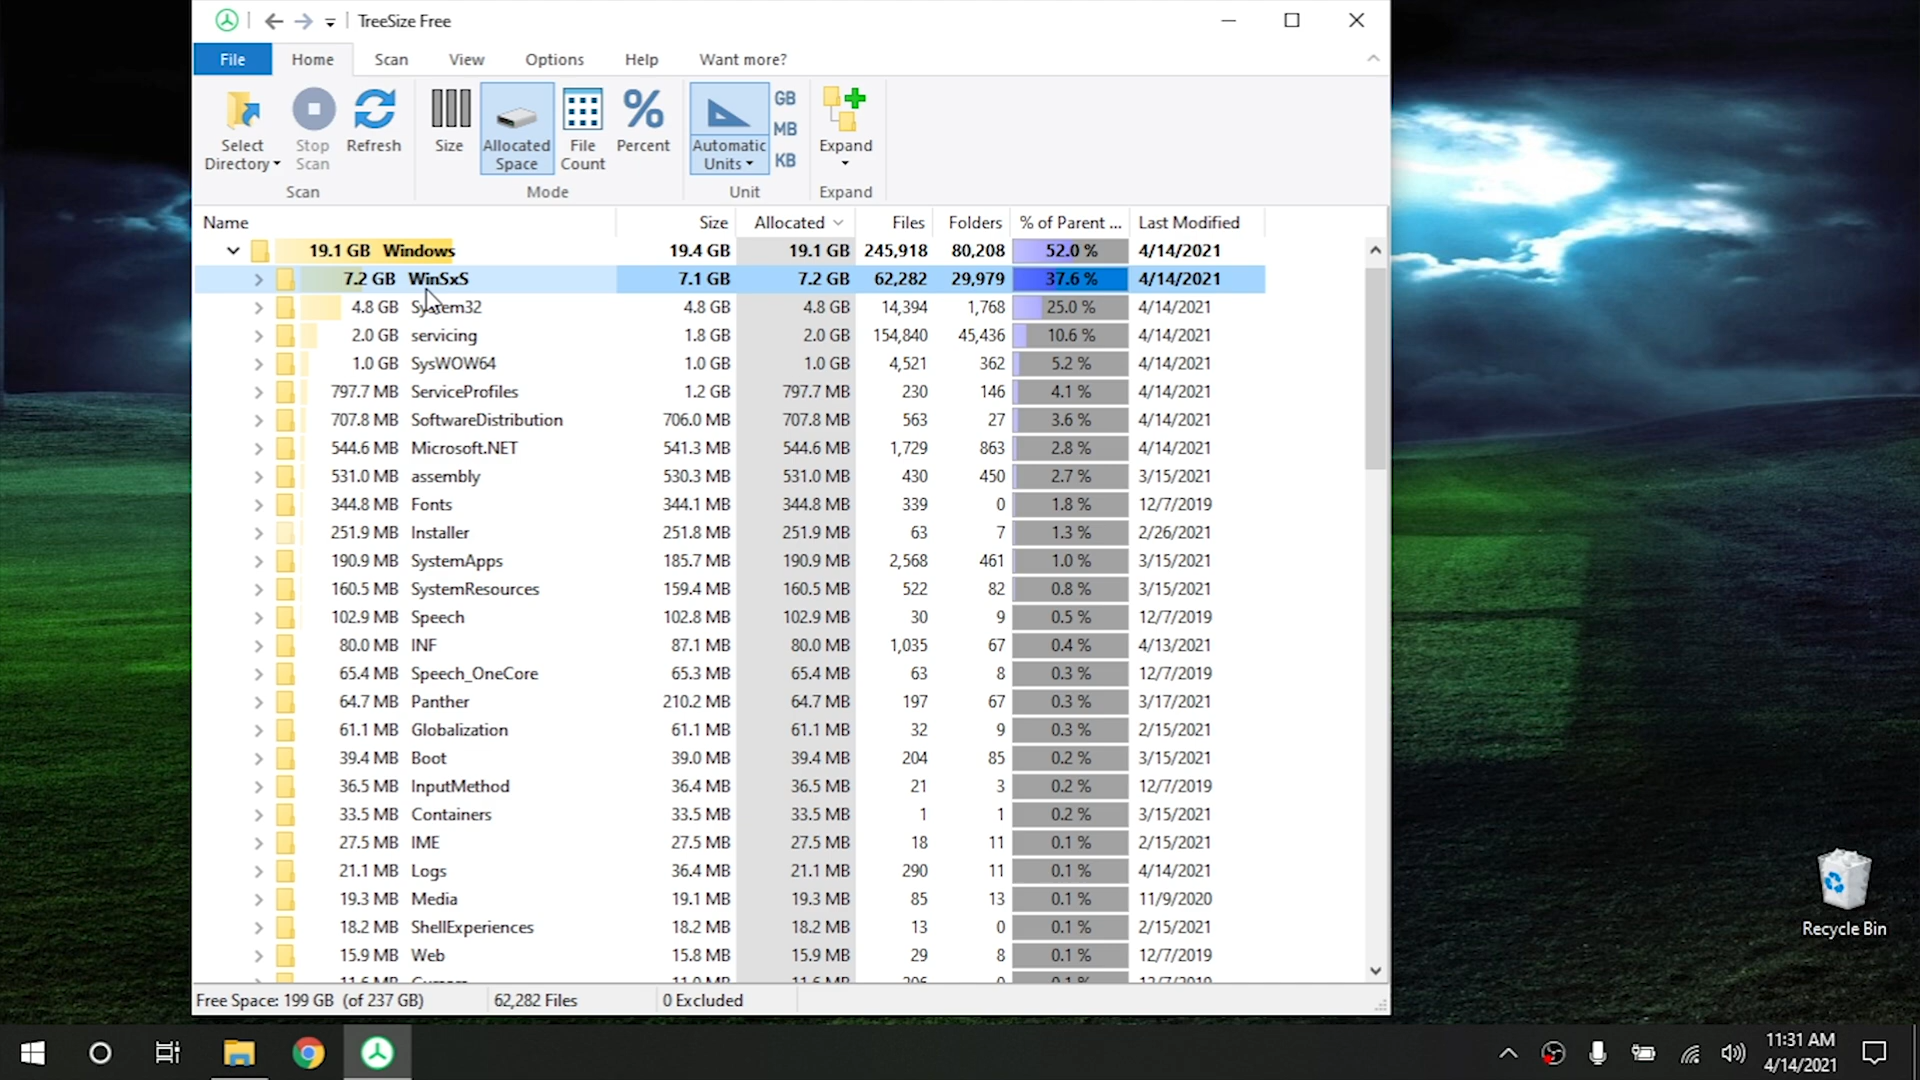 TreeSize Free
File Home Scan View Options Help Want more?
Select Directory Stop Scan Refresh Size Allocated Space File Count Percent Automatic Units GB MB KB Expand
Scan Mode Unit Expand
Name Size Allocated Files Folders % of Parent ... Last Modified
19.1 GB Windows 19.4 GB 19.1 GB 245,918 80,208 52.0 % 4/14/2021
7.2 GB WinSxS 7.1 GB 7.2 GB 62,282 29,979 37.6 % 4/14/2021
4.8 GB System32 4.8 GB 4.8 GB 14,394 1,768 25.0 % 4/14/2021
2.0 GB servicing 1.8 GB 2.0 GB 154,840 45,436 10.6 % 4/14/2021
1.0 GB SysWOW64 1.0 GB 1.0 GB 4,521 362 5.2 % 4/14/2021
797.7 MB ServiceProfiles 1.2 GB 797.7 MB 230 146 4.1 % 4/14/2021
707.8 MB SoftwareDistribution 706.0 MB 707.8 MB 563 27 3.6 % 4/14/2021
544.6 MB Microsoft.NET 541.3 MB 544.6 MB 1,729 863 2.8 % 4/14/2021
531.0 MB assembly 530.3 MB 531.0 MB 430 450 2.7 % 3/15/2021
344.8 MB Fonts 344.1 MB 344.8 MB 339 0 1.8 % 12/7/2019
251.9 MB Installer 251.8 MB 251.9 MB 63 7 1.3 % 2/26/2021
190.9 MB SystemApps 185.7 MB 190.9 MB 2,568 461 1.0 % 3/15/2021
160.5 MB SystemResources 159.4 MB 160.5 MB 522 82 0.8 % 3/15/2021
102.9 MB Speech 102.8 MB 102.9 MB 30 9 0.5 % 12/7/2019
80.0 MB INF 87.1 MB 80.0 MB 1,035 67 0.4 % 4/13/2021
65.4 MB Speech_OneCore 65.3 MB 65.4 MB 63 8 0.3 % 12/7/2019
64.7 MB Panther 210.2 MB 64.7 MB 197 67 0.3 % 3/17/2021
61.1 MB Globalization 61.1 MB 61.1 MB 32 9 0.3 % 2/15/2021
39.4 MB Boot 39.0 MB 39.4 MB 204 85 0.2 % 3/15/2021
36.5 MB InputMethod 36.4 MB 36.5 MB 21 3 0.2 % 12/7/2019
33.5 MB Containers 33.5 MB 33.5 MB 1 1 0.2 % 3/15/2021
27.5 MB IME 27.5 MB 27.5 MB 18 11 0.1 % 2/15/2021
21.1 MB Logs 36.4 MB 21.1 MB 290 11 0.1 % 4/14/2021
19.3 MB Media 19.1 MB 19.3 MB 85 13 0.1 % 11/9/2020
18.2 MB ShellExperiences 18.2 MB 18.2 MB 13 0 0.1 % 2/15/2021
15.9 MB Web 15.8 MB 15.9 MB 29 8 0.1 % 12/7/2019
Free Space: 199 GB (of 237 GB) 62,282 Files 0 Excluded
Recycle Bin
11:31 AM
4/14/2021